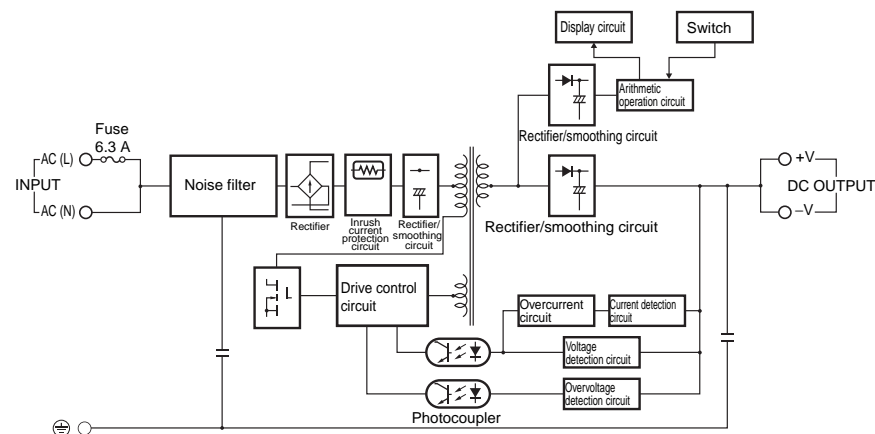 Display circuit
Switch
Fuse
6.3 A
Arithmetic
operation circuit
Rectifier/smoothing circuit
AC (L)
INPUT
AC (N)
Noise filter
+V
DC OUTPUT
−V
Rectifier
Inrush
current
protection
circuit
Rectifier/
smoothing
circuit
Rectifier/smoothing circuit
Drive control
circuit
Overcurrent
circuit
Current detection
circuit
Voltage
detection circuit
Overvoltage
detection circuit
Photocoupler